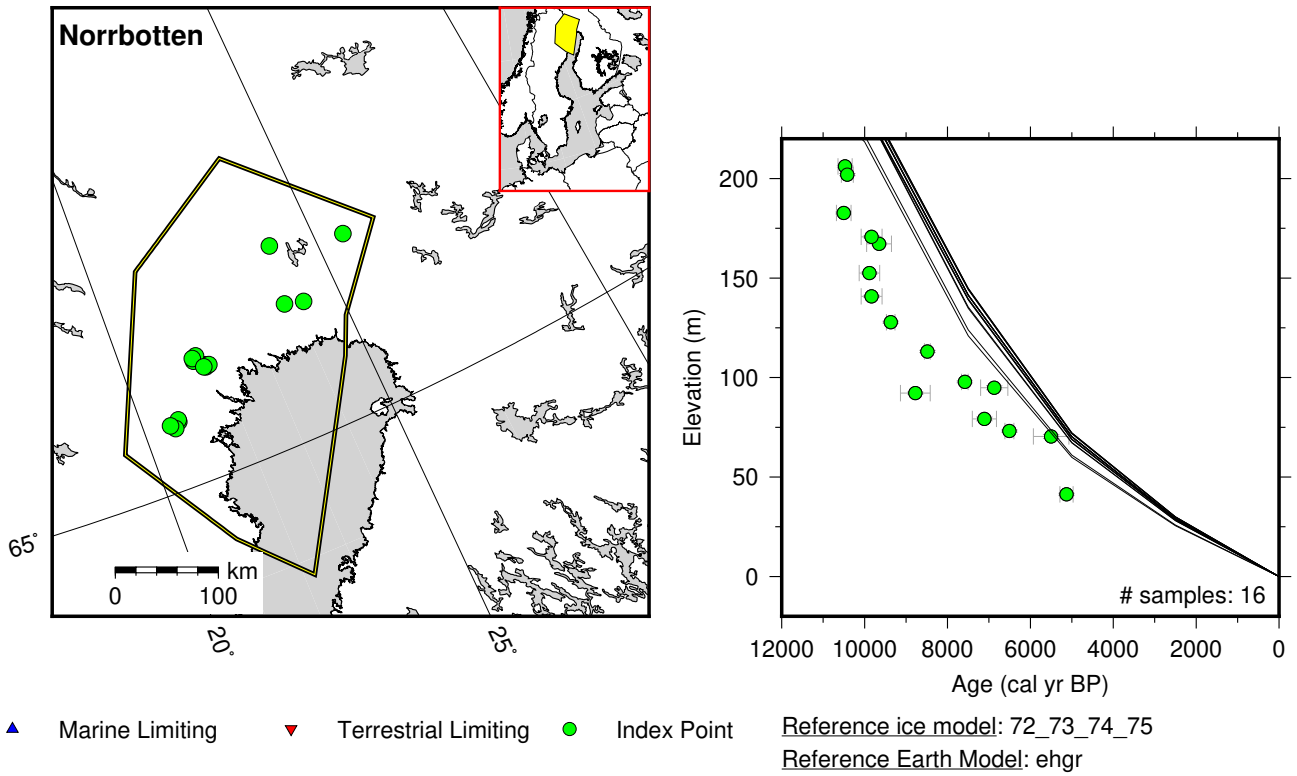 Norrbotten
65°
20°
25°
km
0 100
Elevation (m)
200
150
100
50
0
# samples: 16
12000 10000 8000 6000 4000 2000 0
Age (cal yr BP)
Marine Limiting Terrestrial Limiting Index Point
Reference ice model: 72_73_74_75
Reference Earth Model: ehgr